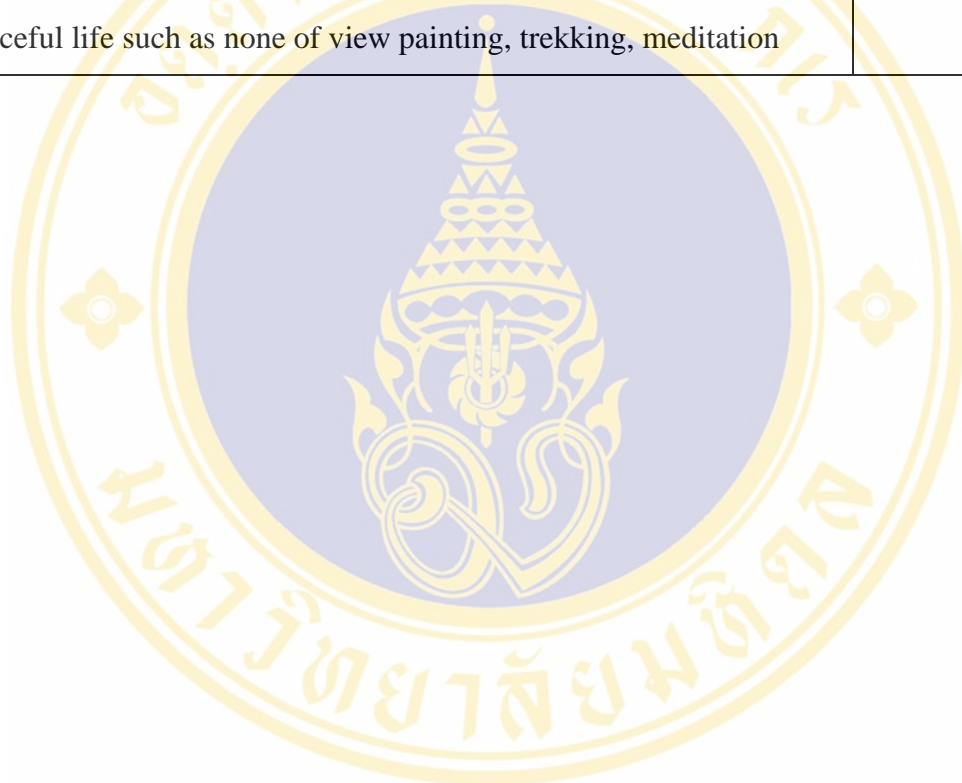 ceful life such as none of view painting, trekking, meditation
มหาวิทยาลัยมหิดล